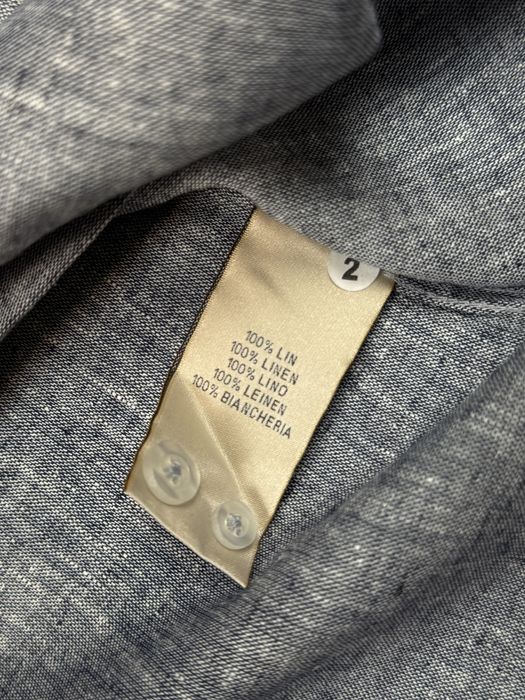 2
100% LIN
100% LINEN
100% LINO
100% LEINEN
100% BIANCHERIA